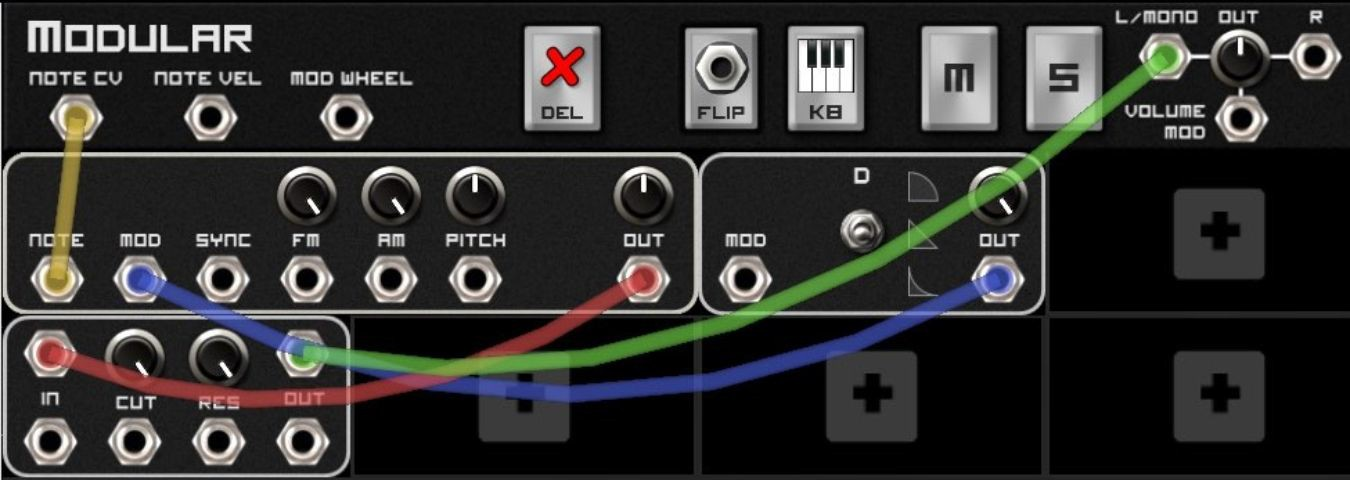 MODULAR
NOTE CV NOTE VEL MOD WHEEL
DEL FLIP KB M S
L/MONO OUT R
VOLUME
MOD
D
NOTE MOD SYNC FM AM PITCH OUT
MOD OUT
IN CUT RES OUT